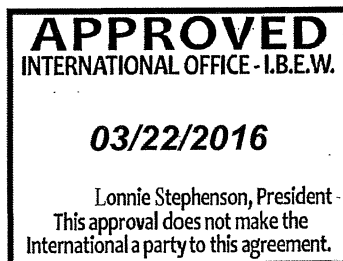 APPROVED
INTERNATIONAL OFFICE - I.B.E.W.
03/22/2016
Lonnie Stephenson, President -
This approval does not make the
International a party to this agreement.